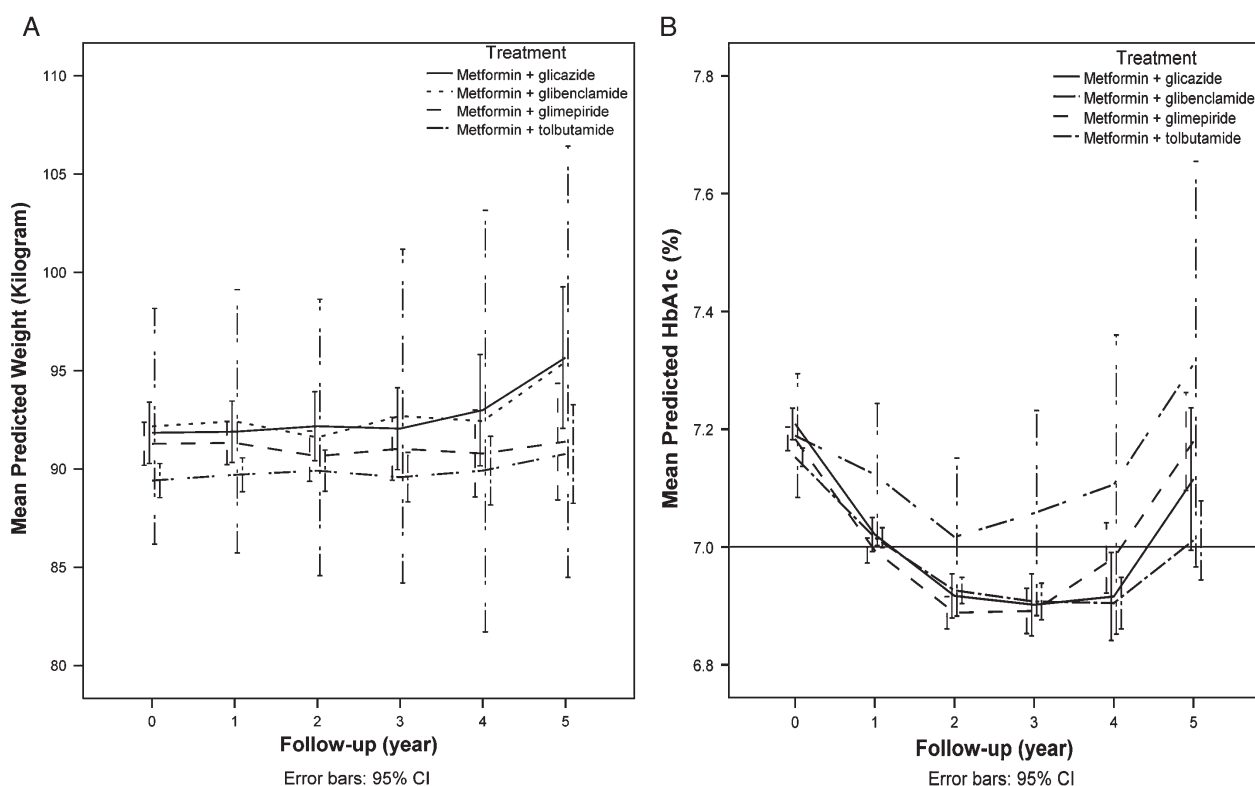 A
Treatment
Metformin + glicazide
Metformin + glibenclamide
Metformin + glimepiride
Metformin + tolbutamide
110
105
100
95
90
85
80
Mean Predicted Weight (Kilogram)
0 1 2 3 4 5
Follow-up (year)
Error bars: 95% CI
B
Treatment
Metformin + glicazide
Metformin + glibenclamide
Metformin + glimepiride
Metformin + tolbutamide
7.8
7.6
7.4
7.2
7.0
6.8
Mean Predicted HbA1c (%)
0 1 2 3 4 5
Follow-up (year)
Error bars: 95% CI